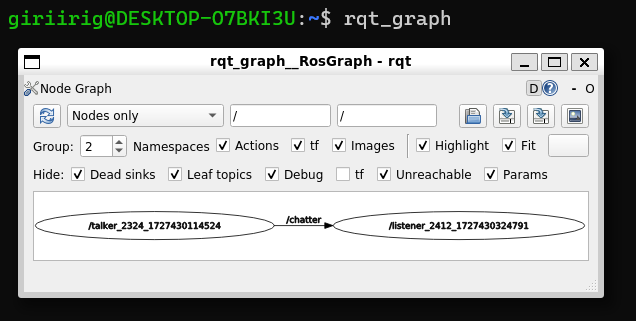 giriirig@DESKTOP-O7BKI3U:~$ rqt_graph
rqt_graph__RosGraph - rqt
Node Graph D ? - O
Nodes only / /
Group: 2 Namespaces Actions tf Images Highlight Fit
Hide: Dead sinks Leaf topics Debug tf Unreachable Params
/talker_2324_1727430114524 /chatter /listener_2412_1727430324791